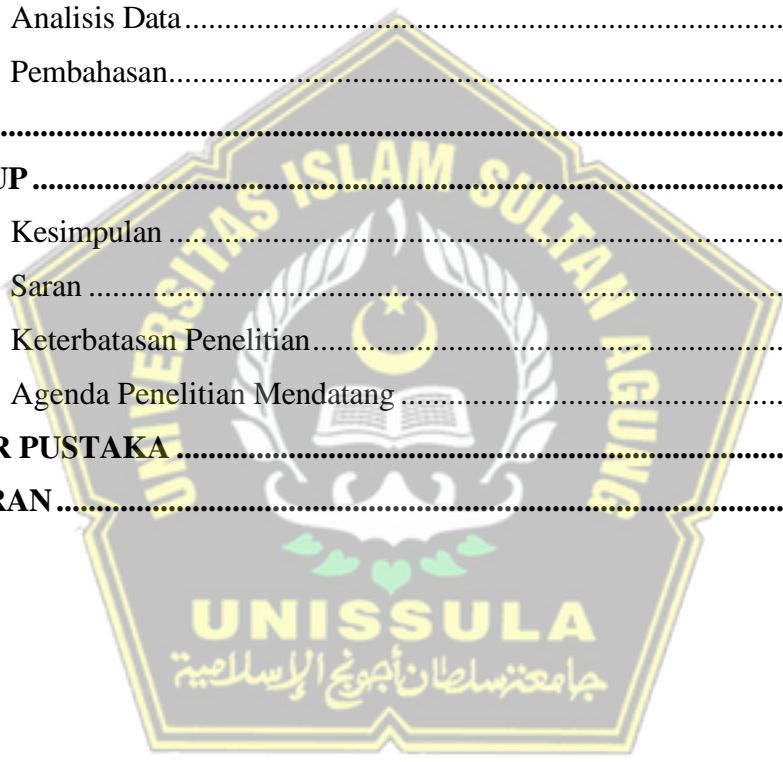 Analisis Data
Pembahasan
UP
Kesimpulan
Saran
Keterbatasan Penelitian
Agenda Penelitian Mendatang
R PUSTAKA
RAN
UNIVERSITAS ISLAM SULTAN AGUNG
UNISSULA
جامعة سلطان أجونج الإسلامية